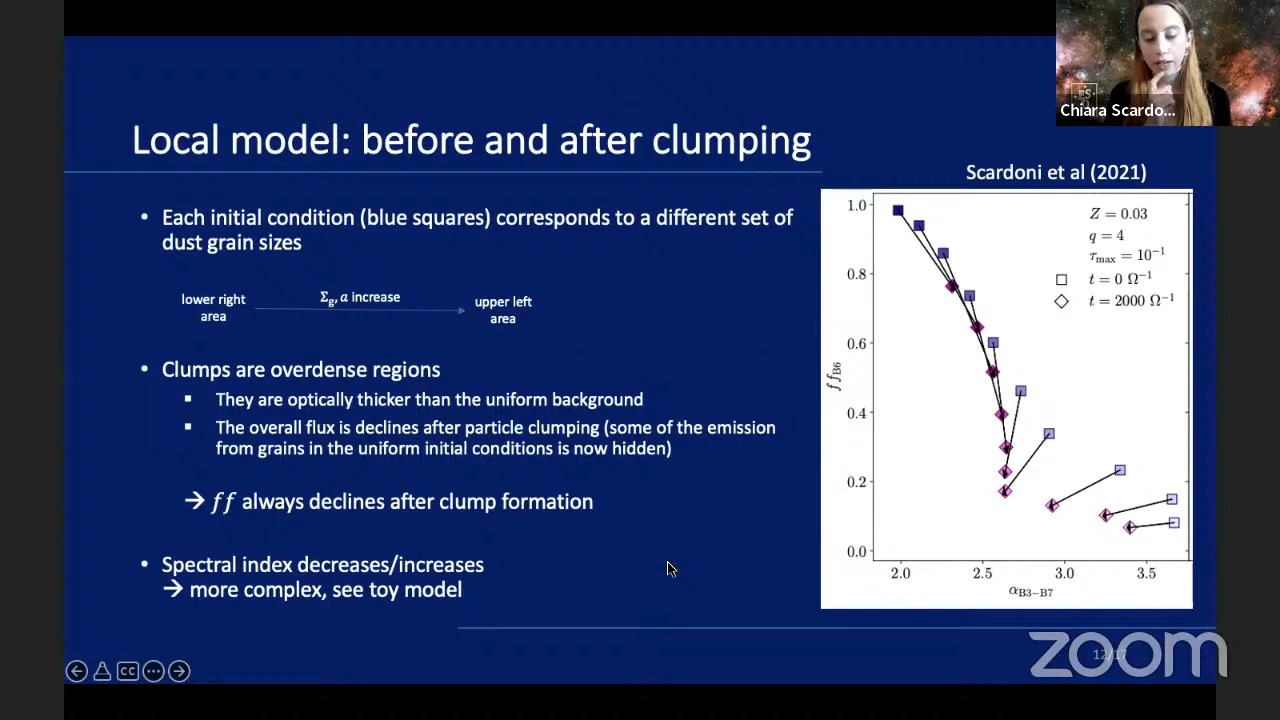 Chiara Scardo...
Local model: before and after clumping
Scardoni et al (2021)
• Each initial condition (blue squares) corresponds to a different set of
dust grain sizes
lower right
area
Σg, a increase
upper left
area
• Clumps are overdense regions
▪ They are optically thicker than the uniform background
▪ The overall flux is declines after particle clumping (some of the emission
from grains in the uniform initial conditions is now hidden)
→ ff always declines after clump formation
• Spectral index decreases/increases
→ more complex, see toy model
Z = 0.03
q = 4
τmax = 10⁻¹
t = 0 Ω⁻¹
t = 2000 Ω⁻¹
1.0
0.8
0.6
0.4
0.2
0.0
ffB6
2.0 2.5 3.0 3.5
αB3−B7
CC
12/17
zoom